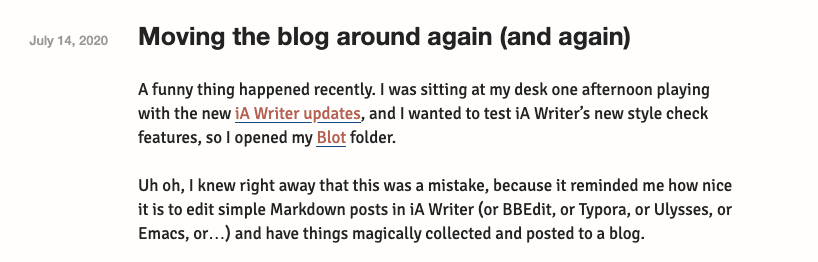 July 14, 2020
Moving the blog around again (and again)
A funny thing happened recently. I was sitting at my desk one afternoon playing
with the new iA Writer updates, and I wanted to test iA Writer’s new style check
features, so I opened my Blot folder.
Uh oh, I knew right away that this was a mistake, because it reminded me how nice
it is to edit simple Markdown posts in iA Writer (or BBEdit, or Typora, or Ulysses, or
Emacs, or…) and have things magically collected and posted to a blog.